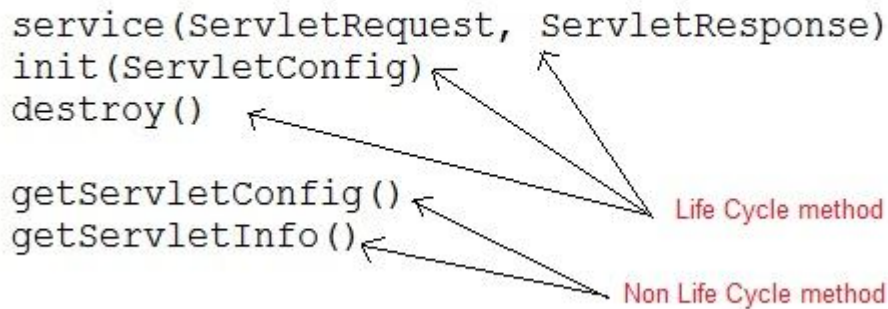 service(ServletRequest, ServletResponse)
init(ServletConfig)
destroy()
getServletConfig()
getServletInfo()
Life Cycle method
Non Life Cycle method